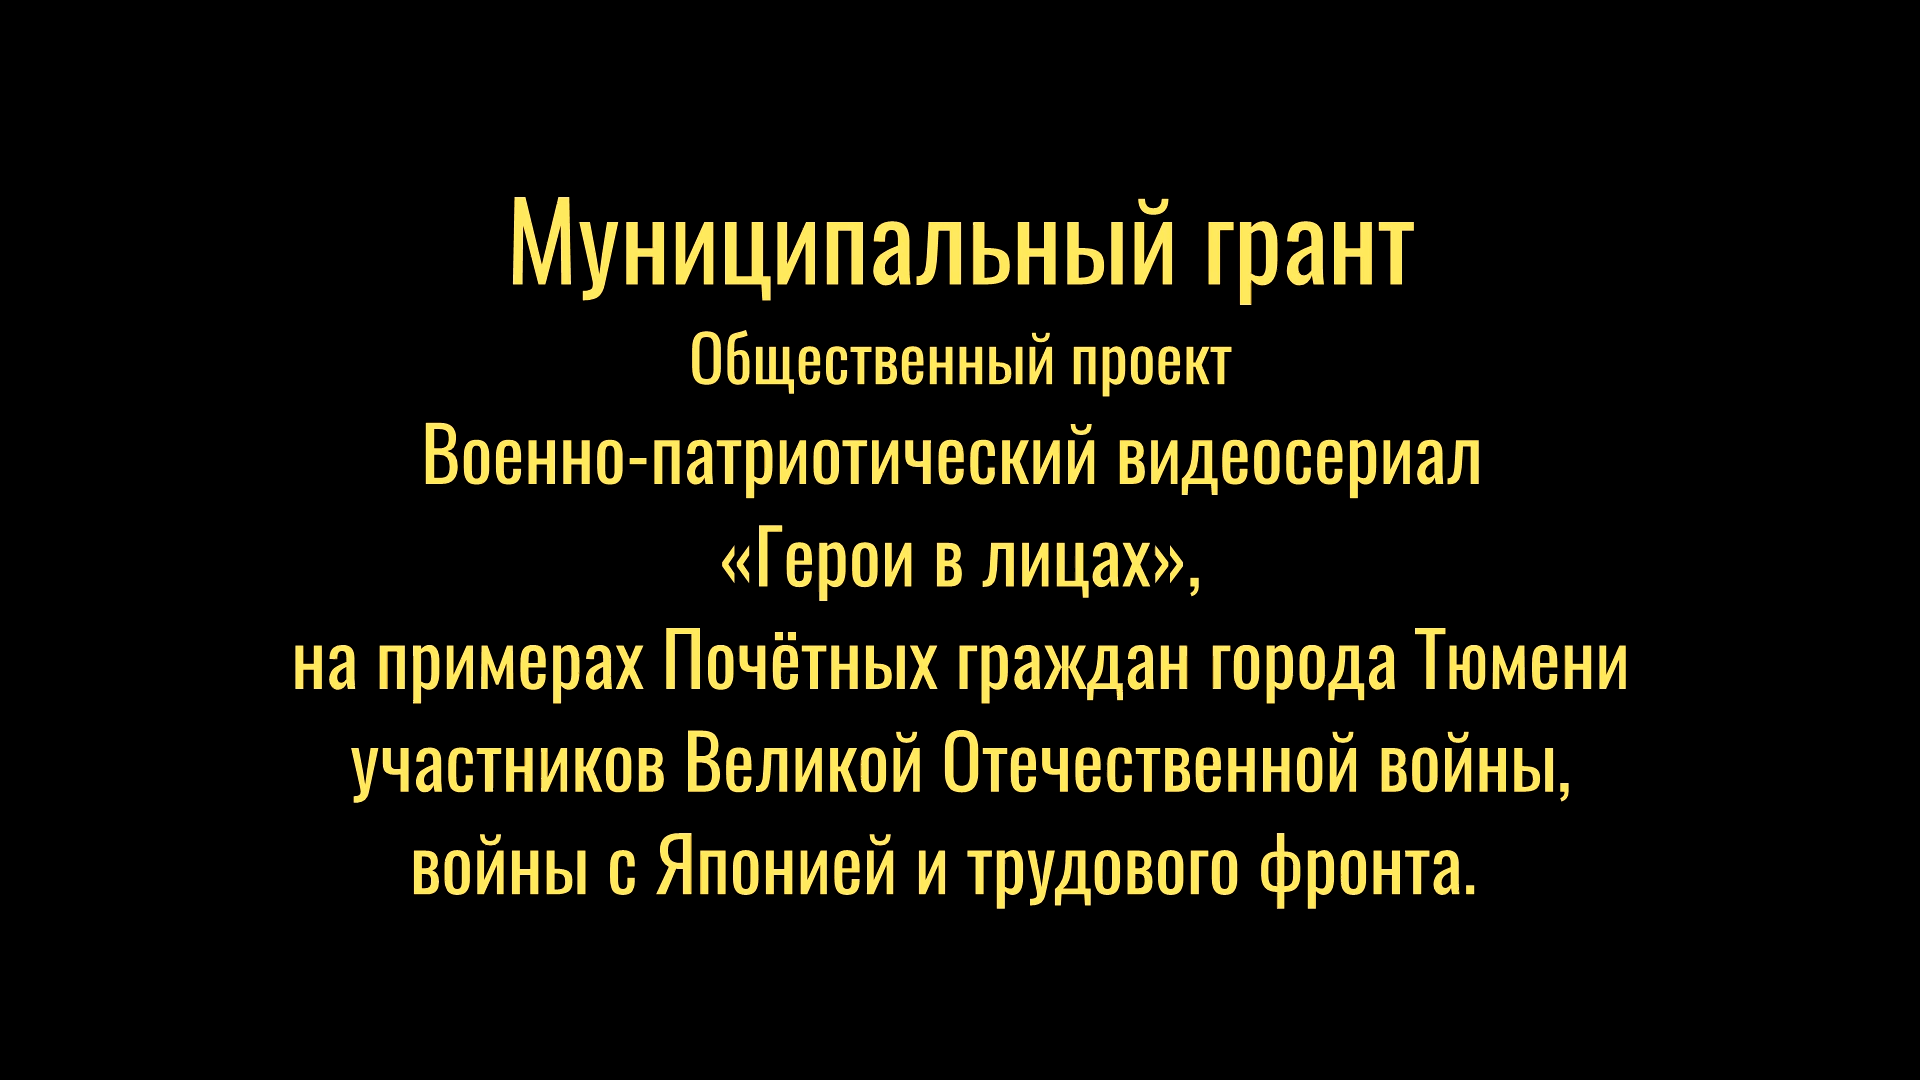 Муниципальный грант
Общественный проект
Военно-патриотический видеосериал
«Герои в лицах»,
на примерах Почётных граждан города Тюмени
участников Великой Отечественной войны,
войны с Японией и трудового фронта.